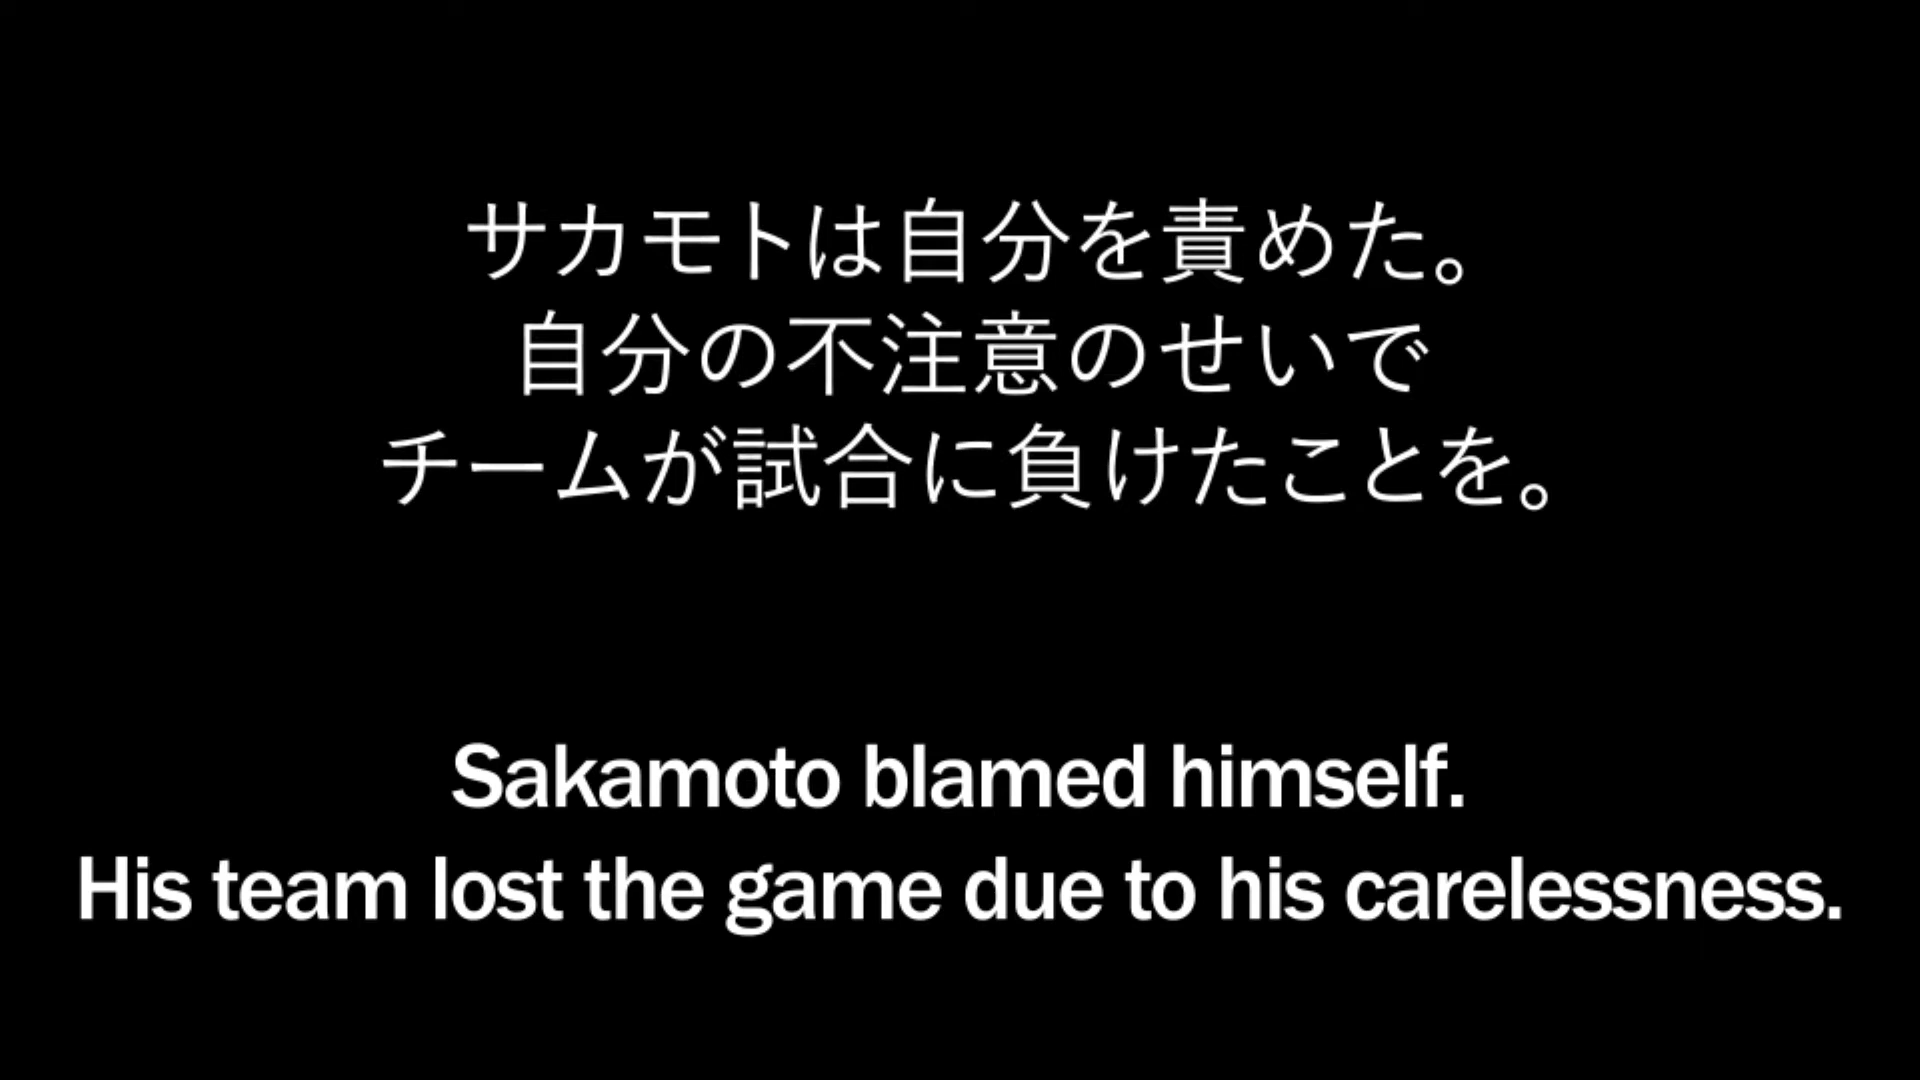 サカモトは自分を責めた。
自分の不注意のせいで
チームが試合に負けたことを。
Sakamoto blamed himself.
His team lost the game due to his carelessness.